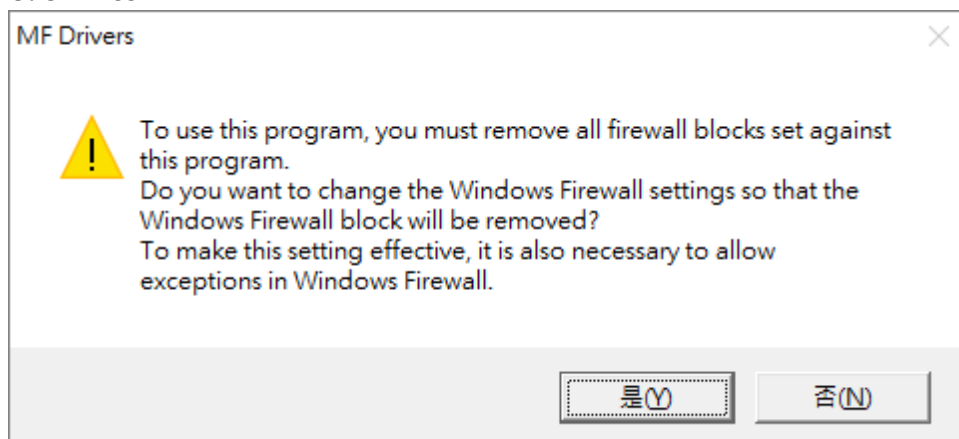 MF Drivers
To use this program, you must remove all firewall blocks set against
this program.
Do you want to change the Windows Firewall settings so that the
Windows Firewall block will be removed?
To make this setting effective, it is also necessary to allow
exceptions in Windows Firewall.
是(Y)
否(N)